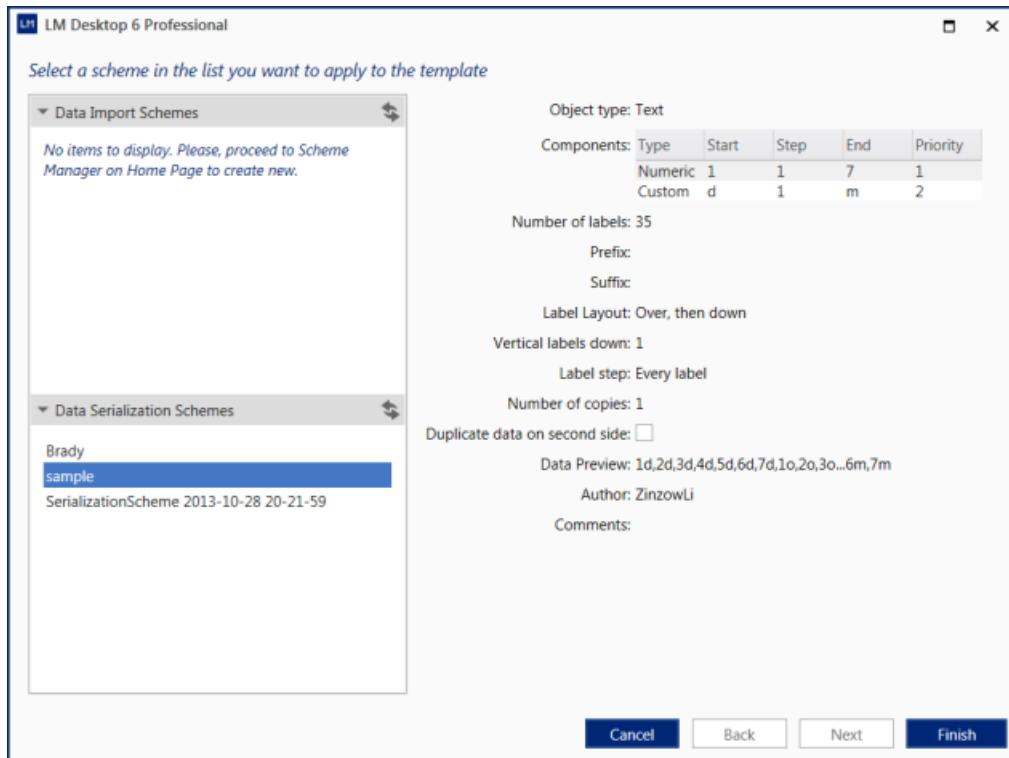 LM LM Desktop 6 Professional
Select a scheme in the list you want to apply to the template
Data Import Schemes
No items to display. Please, proceed to Scheme
Manager on Home Page to create new.
Data Serialization Schemes
Brady
sample
SerializationScheme 2013-10-28 20-21-59
Object type: Text
Components: Type Start Step End Priority
Numeric 1 1 7 1
Custom d 1 m 2
Number of labels: 35
Prefix:
Suffix:
Label Layout: Over, then down
Vertical labels down: 1
Label step: Every label
Number of copies: 1
Duplicate data on second side:
Data Preview: 1d,2d,3d,4d,5d,6d,7d,1o,2o,3o...6m,7m
Author: ZinzowLi
Comments:
Cancel Back Next Finish